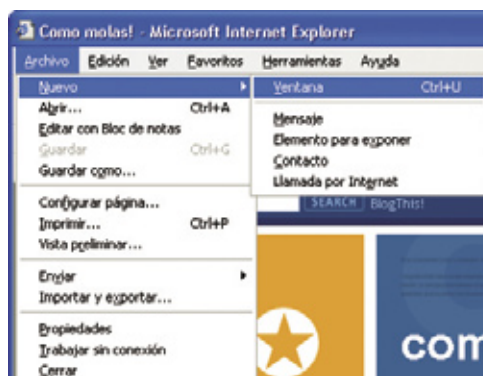 Como molas! - Microsoft Internet Explorer
Archivo Edición Ver Favoritos Herramientas Ayuda
Nuevo
Ventana Ctrl+U
Abrir... Ctrl+A
Mensaje
Editar con Bloc de notas
Elemento para exponer
Guardar Ctrl+G
Contacto
Guardar como...
Llamada por Internet
Configurar página...
SEARCH BlogThis!
Imprimir... Ctrl+P
Vista preliminar...
Enviar
Importar y exportar...
Propiedades
com
Trabajar sin conexión
Cerrar